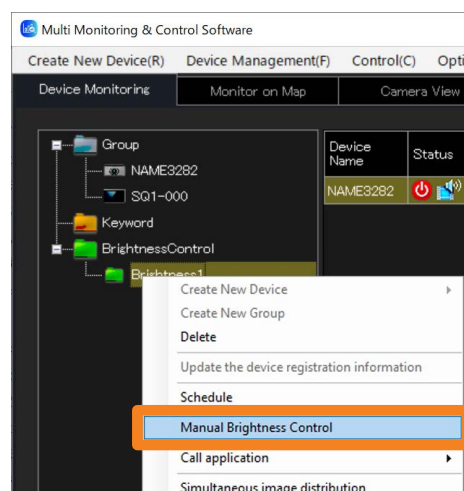 Multi Monitoring & Control Software
Create New Device(R) Device Management(F) Control(C) Opti
Device Monitoring Monitor on Map Camera View
Group
NAME3282
SQ1-000
Keyword
BrightnessControl
Brightness1
Device Name Status
NAME3282
Create New Device
Create New Group
Delete
Update the device registration information
Schedule
Manual Brightness Control
Call application
Simultaneous image distribution